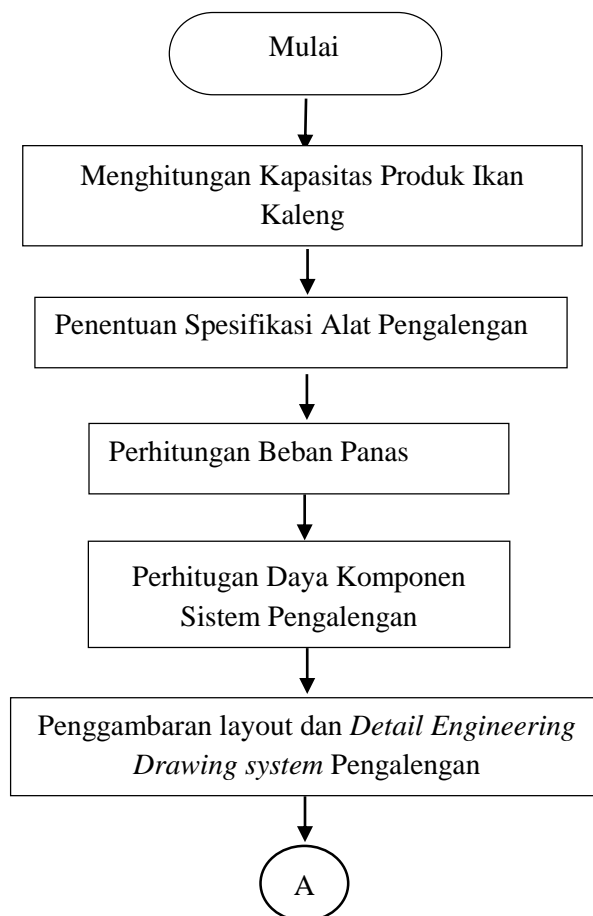 Mulai
Menghitungan Kapasitas Produk Ikan
Kaleng
Penentuan Spesifikasi Alat Pengalengan
Perhitungan Beban Panas
Perhitugan Daya Komponen
Sistem Pengalengan
Penggambaran layout dan Detail Engineering
Drawing system Pengalengan
A